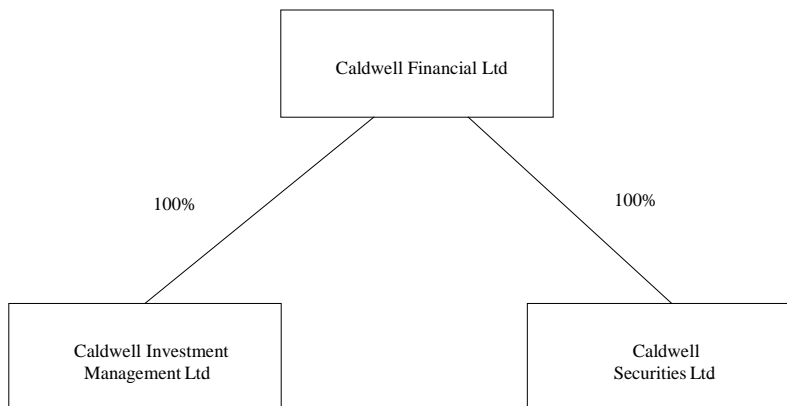 Caldwell Financial Ltd
100%
100%
Caldwell Investment
Management Ltd
Caldwell
Securities Ltd